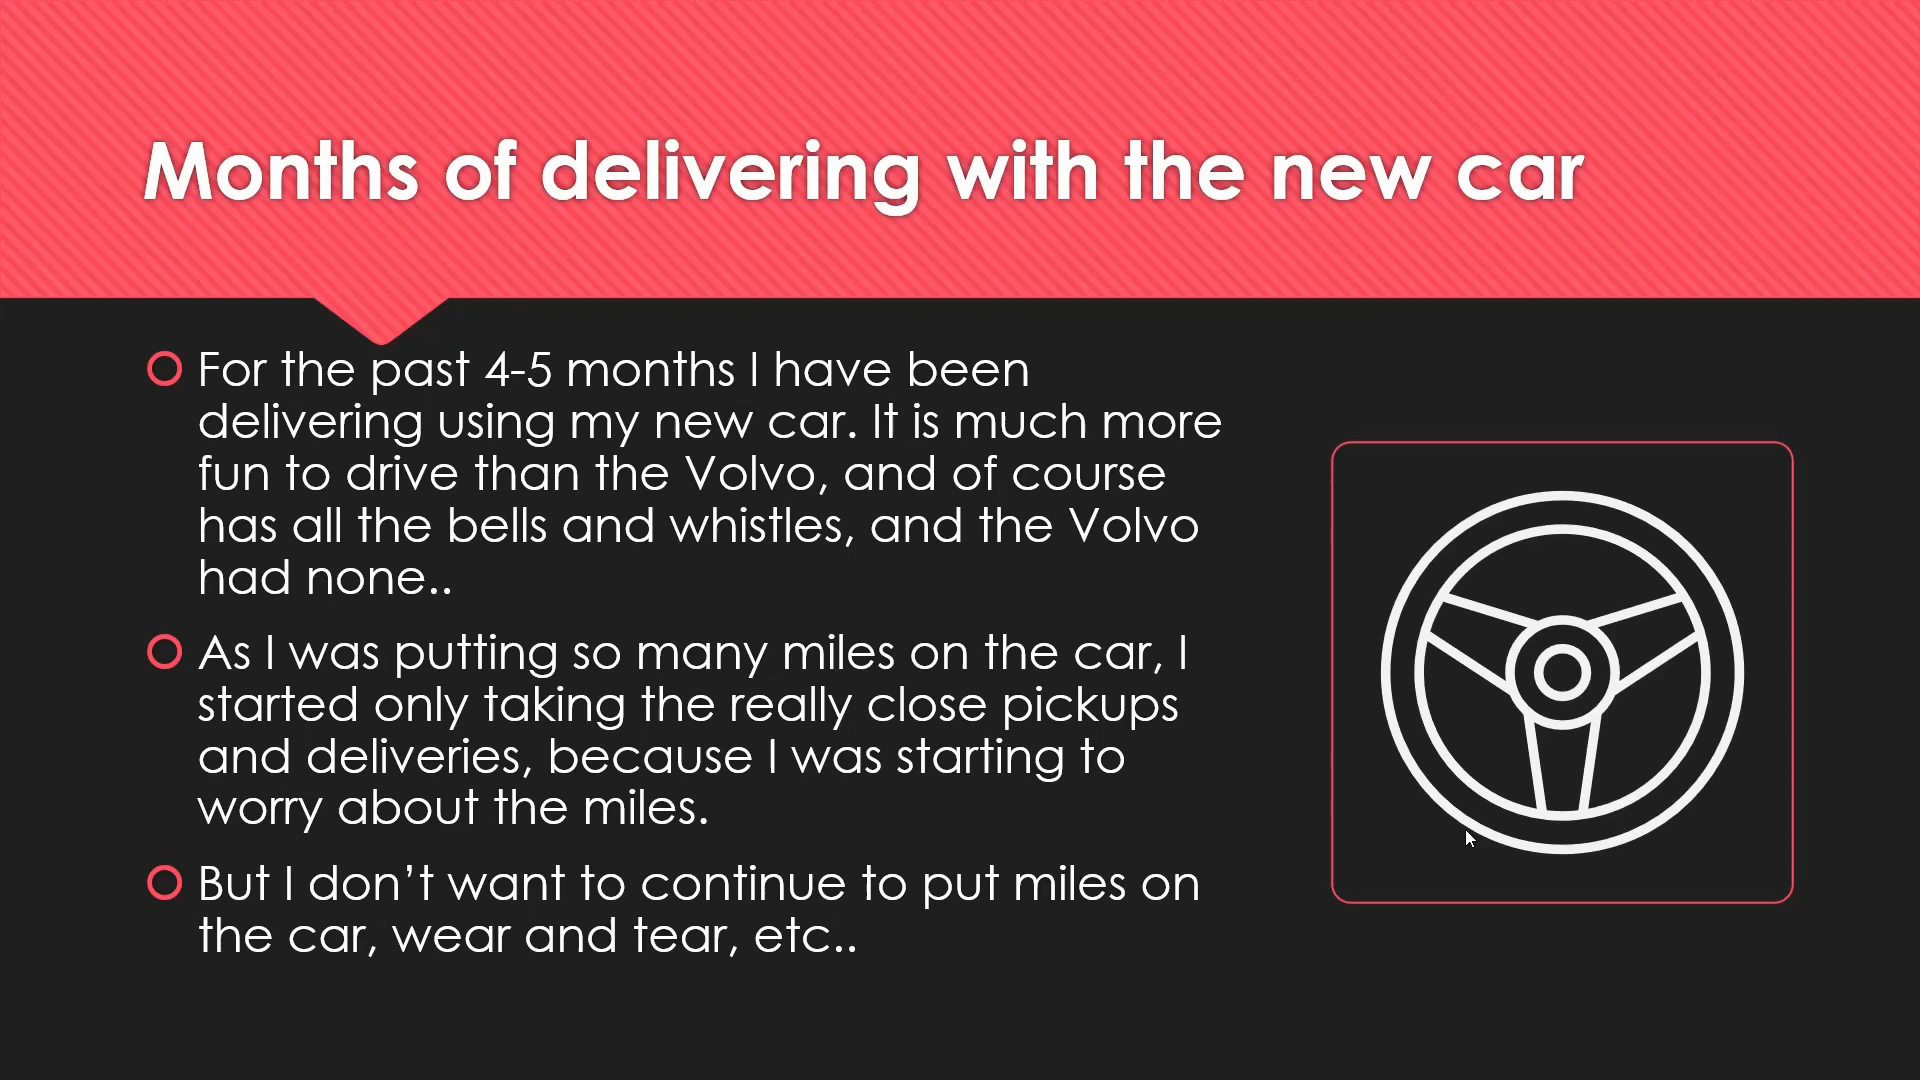 Months of delivering with the new car
For the past 4-5 months I have been
delivering using my new car. It is much more
fun to drive than the Volvo, and of course
has all the bells and whistles, and the Volvo
had none..
As I was putting so many miles on the car, I
started only taking the really close pickups
and deliveries, because I was starting to
worry about the miles.
But I don’t want to continue to put miles on
the car, wear and tear, etc..